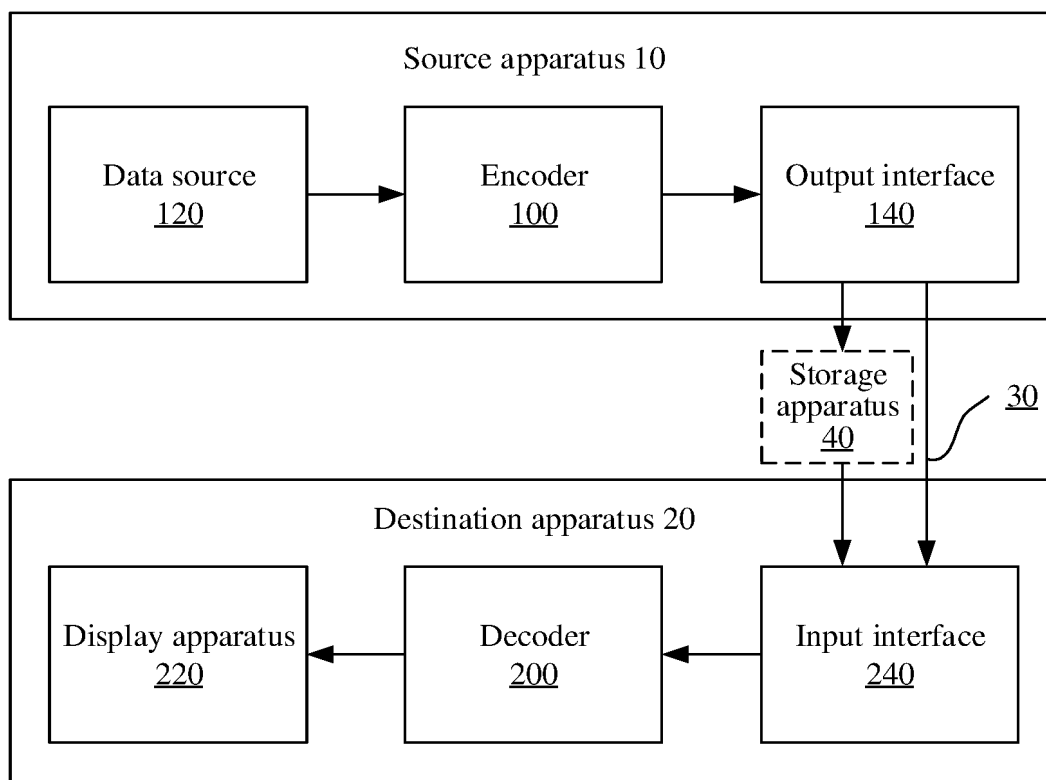 Source apparatus 10
Data source
120
Encoder
100
Output interface
140
Storage
apparatus
40
30
Destination apparatus 20
Display apparatus
220
Decoder
200
Input interface
240